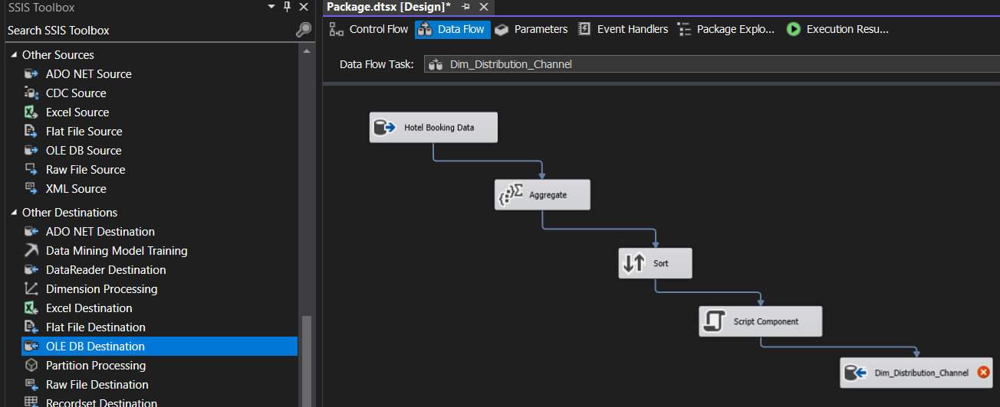 SSIS Toolbox
Search SSIS Toolbox
Other Sources
ADO NET Source
CDC Source
Excel Source
Flat File Source
OLE DB Source
Raw File Source
XML Source
Other Destinations
ADO NET Destination
Data Mining Model Training
DataReader Destination
Dimension Processing
Excel Destination
Flat File Destination
OLE DB Destination
Partition Processing
Raw File Destination
Recordset Destination
Package.dtsx [Design]*
Control Flow Data Flow Parameters Event Handlers Package Explo... Execution Resu...
Data Flow Task: Dim_Distribution_Channel
Hotel Booking Data
Aggregate
Sort
Script Component
Dim_Distribution_Channel